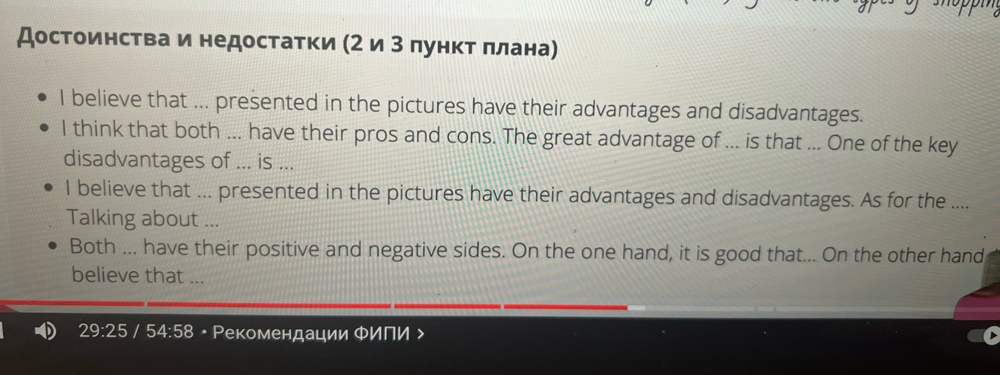 types of shopping
Достоинства и недостатки (2 и 3 пункт плана)
• I believe that ... presented in the pictures have their advantages and disadvantages.
• I think that both ... have their pros and cons. The great advantage of ... is that ... One of the key
disadvantages of ... is ...
• I believe that ... presented in the pictures have their advantages and disadvantages. As for the ....
Talking about ...
• Both ... have their positive and negative sides. On the one hand, it is good that... On the other hand
believe that ...
29:25 / 54:58 • Рекомендации ФИПИ >